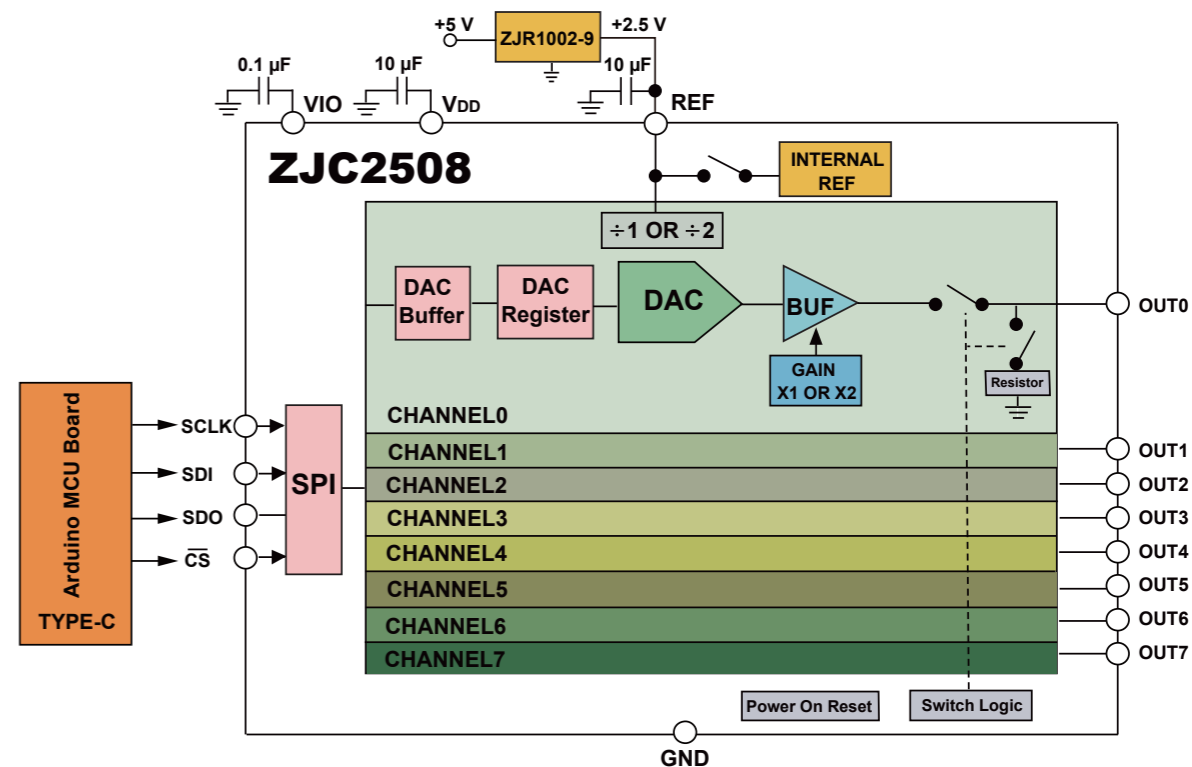 +5 V
ZJR1002-9
+2.5 V
0.1 µF
10 µF
10 µF
VIO
VDD
REF
ZJC2508
INTERNAL
REF
÷1 OR ÷2
DAC
Buffer
DAC
Register
DAC
BUF
OUT0
GAIN
X1 OR X2
Resistor
Arduino MCU Board
TYPE-C
SCLK
SDI
SDO
C̅S̅
SPI
CHANNEL0
CHANNEL1
CHANNEL2
CHANNEL3
CHANNEL4
CHANNEL5
CHANNEL6
CHANNEL7
OUT1
OUT2
OUT3
OUT4
OUT5
OUT6
OUT7
Power On Reset
Switch Logic
GND